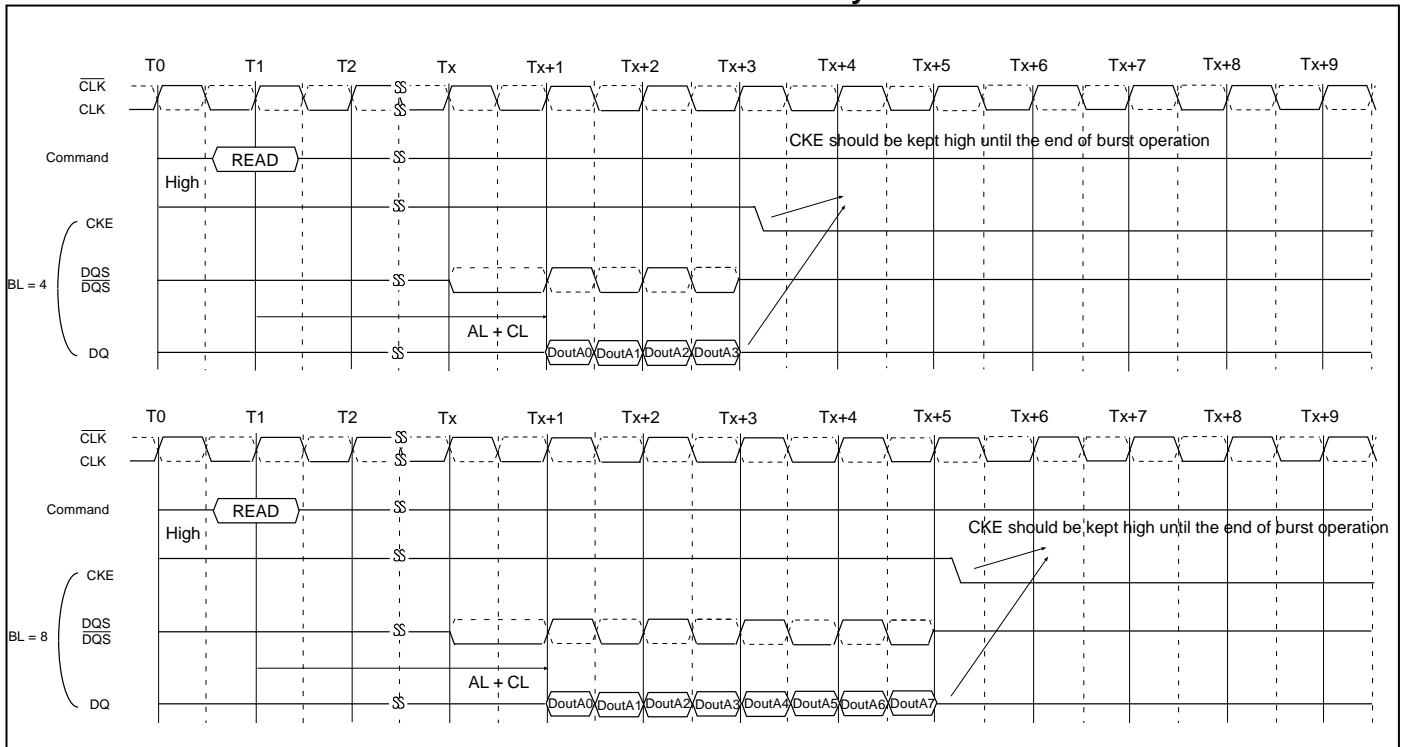 T0 T1 T2 Tx Tx+1 Tx+2 Tx+3 Tx+4 Tx+5 Tx+6 Tx+7 Tx+8 Tx+9
CLK
CLK
CKE should be kept high until the end of burst operation
Command READ
High
CKE
BL = 4
DQS
DQS
AL + CL
DQ DoutA0 DoutA1 DoutA2 DoutA3
T0 T1 T2 Tx Tx+1 Tx+2 Tx+3 Tx+4 Tx+5 Tx+6 Tx+7 Tx+8 Tx+9
CLK
CLK
Command READ
High
CKE should be kept high until the end of burst operation
CKE
BL = 8
DQS
DQS
AL + CL
DQ DoutA0 DoutA1 DoutA2 DoutA3 DoutA4 DoutA5 DoutA6 DoutA7